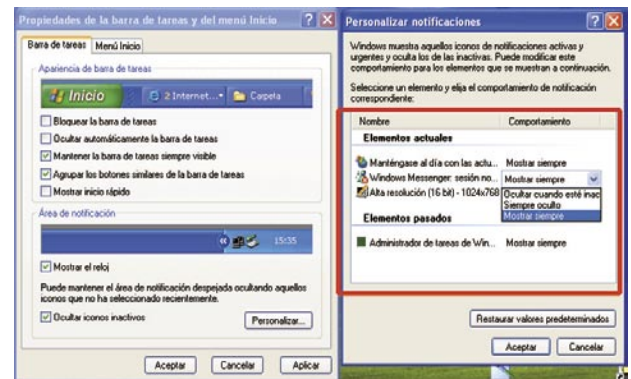 Propiedades de la barra de tareas y del menú Inicio
Barra de tareas
Menú Inicio
Apariencia de barra de tareas
Inicio
2 Internet...
Carpeta
Bloquear la barra de tareas
Ocultar automáticamente la barra de tareas
Mantener la barra de tareas siempre visible
Agrupar los botones similares de la barra de tareas
Mostrar inicio rápido
Área de notificación
15:35
Mostrar el reloj
Puede mantener el área de notificación despejada ocultando aquellos
iconos que no ha seleccionado recientemente.
Ocultar iconos inactivos
Personalizar...
Aceptar
Cancelar
Aplicar
Personalizar notificaciones
Windows muestra aquellos iconos de notificaciones activas y
urgentes y oculta los de las inactivas. Puede modificar este
comportamiento para los elementos que se muestran a continuación.
Seleccione un elemento y elija el comportamiento de notificación
correspondiente:
Nombre
Comportamiento
Elementos actuales
Manténgase al día con las actu...
Mostrar siempre
Windows Messenger: sesión no...
Mostrar siempre
Alta resolución (16 bit) - 1024x768
Ocultar cuando esté inac
Siempre oculto
Mostrar siempre
Elementos pasados
Administrador de tareas de Win...
Mostrar siempre
Restaurar valores predeterminados
Aceptar
Cancelar